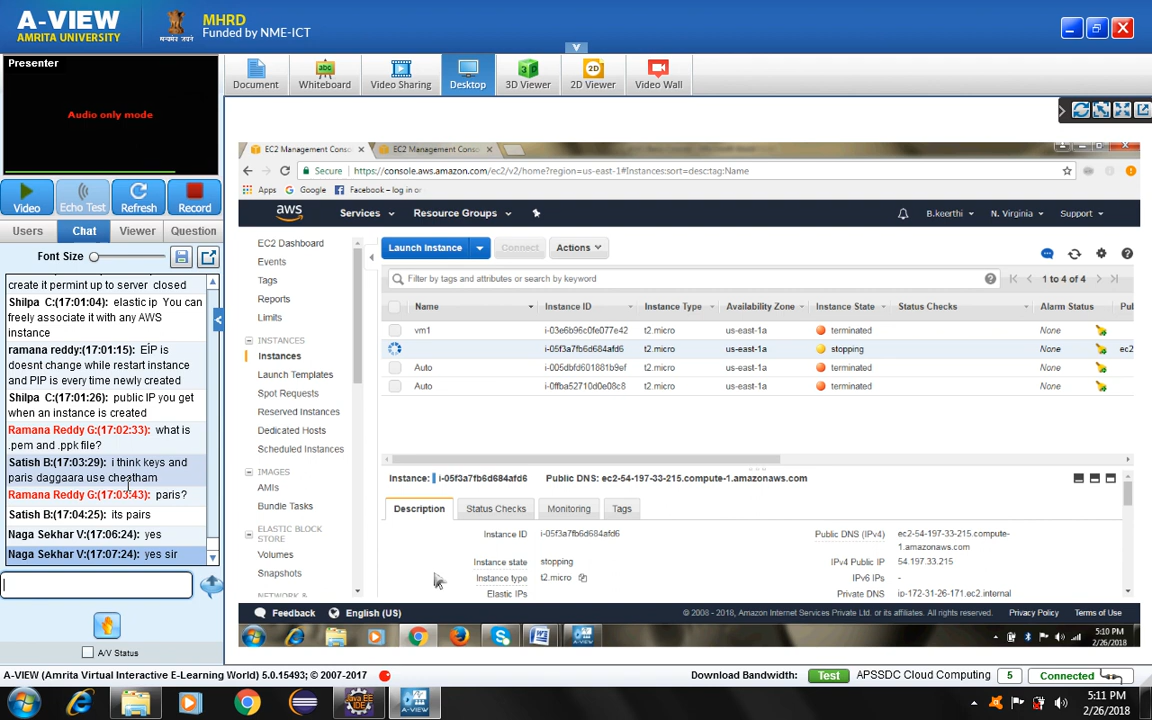 A-VIEW
AMRITA UNIVERSITY
MHRD
Funded by NME-ICT
Presenter
Audio only mode
Document
Whiteboard
Video Sharing
Desktop
3D Viewer
2D Viewer
Video Wall
Video
Echo Test
Refresh
Record
Users
Chat
Viewer
Question
Font Size
create it permint up to server closed
Shilpa C:(17:01:04): elastic ip You can
freely associate it with any AWS
instance
ramana reddy:(17:01:15): EIP is
doesnt change while restart instance
and PIP is every time newly created
Shilpa C:(17:01:26): public IP you get
when an instance is created
Ramana Reddy G:(17:02:33): what is
.pem and .ppk file?
Satish B:(17:03:29): i think keys and
paris daggaara use cheatham
Ramana Reddy G:(17:03:43): paris?
Satish B:(17:04:25): its pairs
Naga Sekhar V:(17:06:24): yes
Naga Sekhar V:(17:07:24): yes sir
A/V Status
EC2 Management Conso
EC2 Management Conso
Secure
https://console.aws.amazon.com/ec2/v2/home?region=us-east-1#Instances:sort=desc:tag:Name
Apps
Google
Facebook – log in or
aws
Services
Resource Groups
B.keerthi
N. Virginia
Support
EC2 Dashboard
Events
Tags
Reports
Limits
INSTANCES
Instances
Launch Templates
Spot Requests
Reserved Instances
Dedicated Hosts
Scheduled Instances
IMAGES
AMIs
Bundle Tasks
ELASTIC BLOCK
STORE
Volumes
Snapshots
NETWORK &
Launch Instance
Connect
Actions
Filter by tags and attributes or search by keyword
1 to 4 of 4
Name Instance ID Instance Type Availability Zone Instance State Status Checks Alarm Status Pul
vm1 i-03e6b96c0fe077e42 t2.micro us-east-1a terminated None
i-05f3a7fb6d684afd6 t2.micro us-east-1a stopping None ec2
Auto i-005dbfd601881b9ef t2.micro us-east-1a terminated None
Auto i-0ffba52710d0e08c8 t2.micro us-east-1a terminated None
Instance: i-05f3a7fb6d684afd6 Public DNS: ec2-54-197-33-215.compute-1.amazonaws.com
Description
Status Checks
Monitoring
Tags
Instance ID i-05f3a7fb6d684afd6
Public DNS (IPv4) ec2-54-197-33-215.compute-
1.amazonaws.com
Instance state stopping
IPv4 Public IP 54.197.33.215
Instance type t2.micro
IPv6 IPs -
Elastic IPs
Private DNS ip-172-31-26-171.ec2.internal
Feedback
English (US)
© 2008 - 2018, Amazon Internet Services Private Ltd. or its affiliates. All rights reserved.
Privacy Policy
Terms of Use
5:10 PM
2/26/2018
A-VIEW (Amrita Virtual Interactive E-Learning World) 5.0.15493; © 2007-2017
Download Bandwidth:
Test
APSSDC Cloud Computing
5
Connected
Java EE
IDE
A-VIEW
5:11 PM
2/26/2018